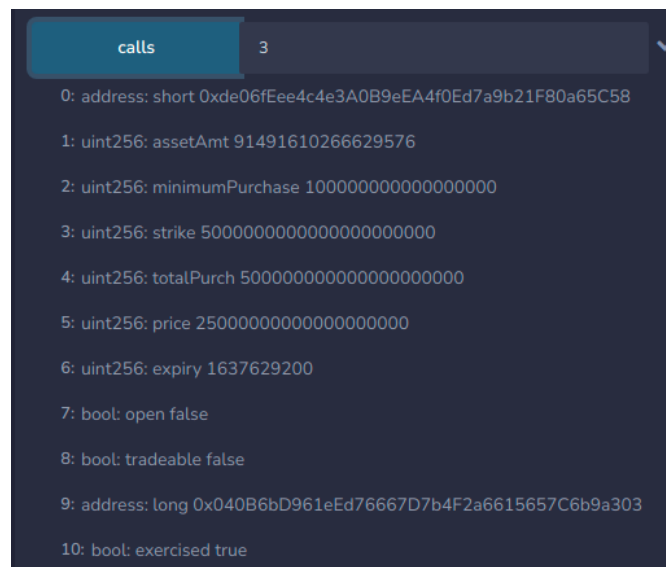 calls 3
0: address: short 0xde06fEee4c4e3A0B9eEA4f0Ed7a9b21F80a65C58
1: uint256: assetAmt 91491610266629576
2: uint256: minimumPurchase 100000000000000000
3: uint256: strike 5000000000000000000000
4: uint256: totalPurch 500000000000000000000
5: uint256: price 25000000000000000000
6: uint256: expiry 1637629200
7: bool: open false
8: bool: tradeable false
9: address: long 0x040B6bD961eEd76667D7b4F2a6615657C6b9a303
10: bool: exercised true